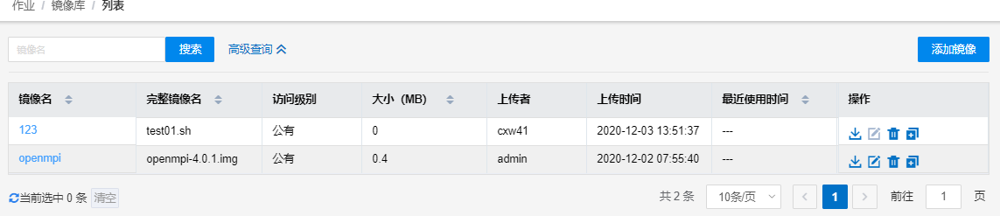 作业 / 镜像库 / 列表
镜像名 搜索 高级查询 添加镜像
镜像名 完整镜像名 访问级别 大小（MB） 上传者 上传时间 最近使用时间 操作
123 test01.sh 公有 0 cxw41 2020-12-03 13:51:37 ---
openmpi openmpi-4.0.1.img 公有 0.4 admin 2020-12-02 07:55:40 ---
当前选中 0 条 清空 共 2 条 10条/页 1 前往 1 页